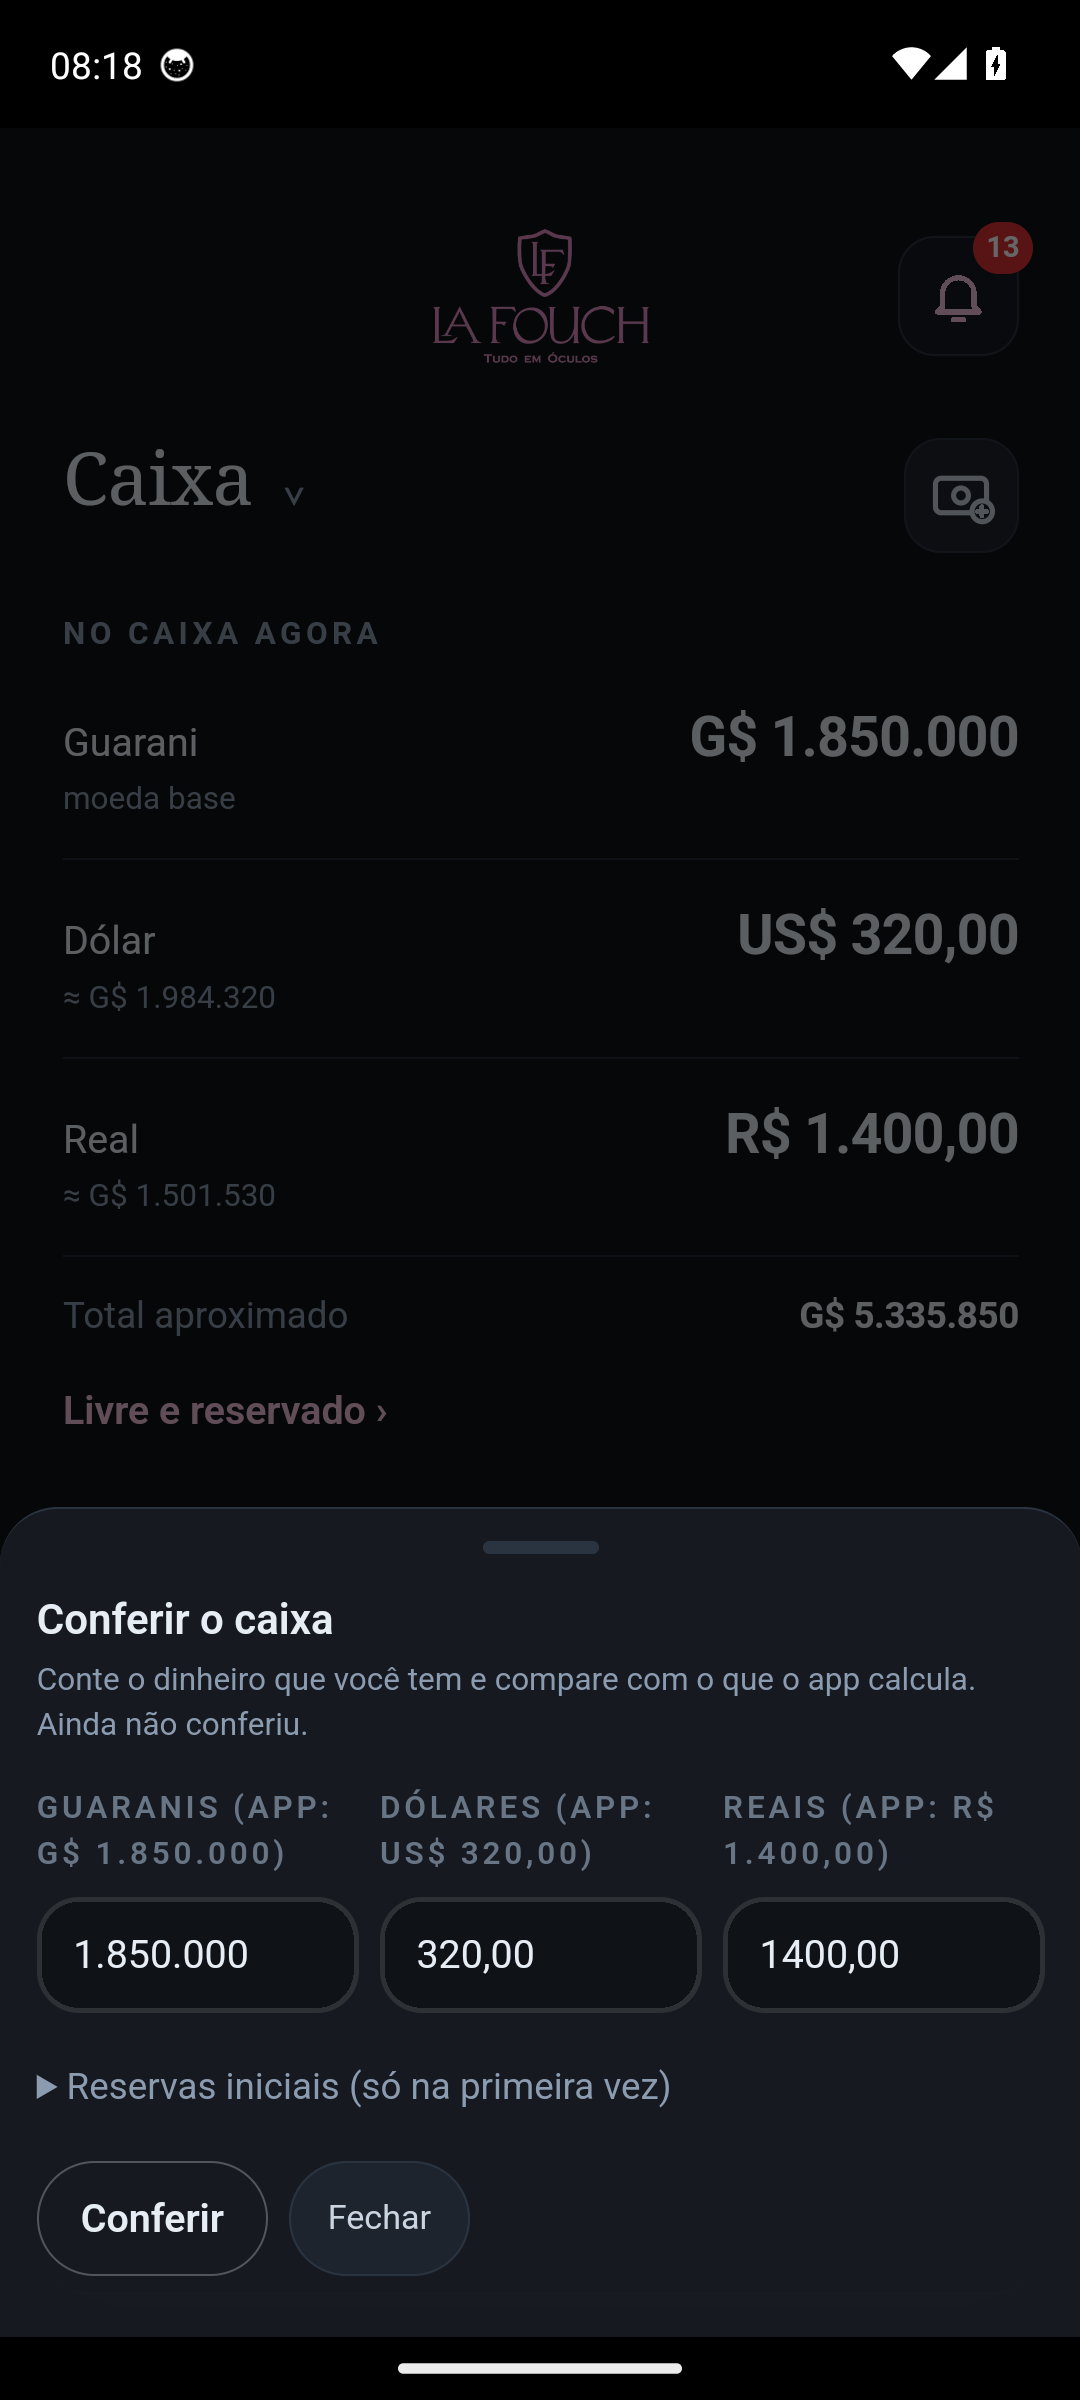 08:18
13
LF
LA FOUCH
TUDO EM ÓCULOS
Caixa
NO CAIXA AGORA
Guarani
G$ 1.850.000
moeda base
Dólar
US$ 320,00
≈ G$ 1.984.320
Real
R$ 1.400,00
≈ G$ 1.501.530
Total aproximado
G$ 5.335.850
Livre e reservado ›
Conferir o caixa
Conte o dinheiro que você tem e compare com o que o app calcula.
Ainda não conferiu.
GUARANIS (APP:
G$ 1.850.000)
DÓLARES (APP:
US$ 320,00)
REAIS (APP: R$
1.400,00)
1.850.000
320,00
1400,00
Reservas iniciais (só na primeira vez)
Conferir
Fechar